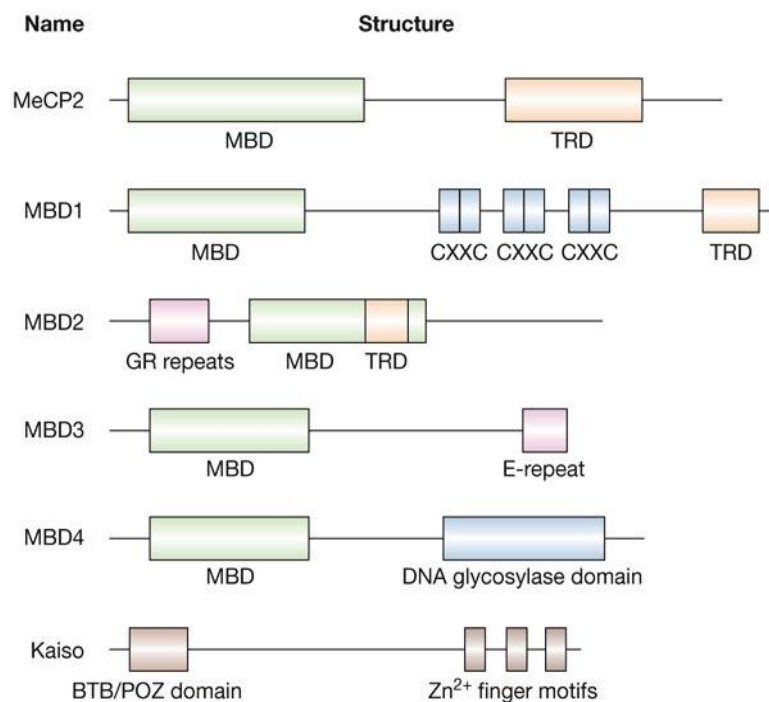 Name Structure
MeCP2
MBD TRD
MBD1
MBD CXXC CXXC CXXC TRD
MBD2
GR repeats MBD TRD
MBD3
MBD E-repeat
MBD4
MBD DNA glycosylase domain
Kaiso
BTB/POZ domain Zn²⁺ finger motifs